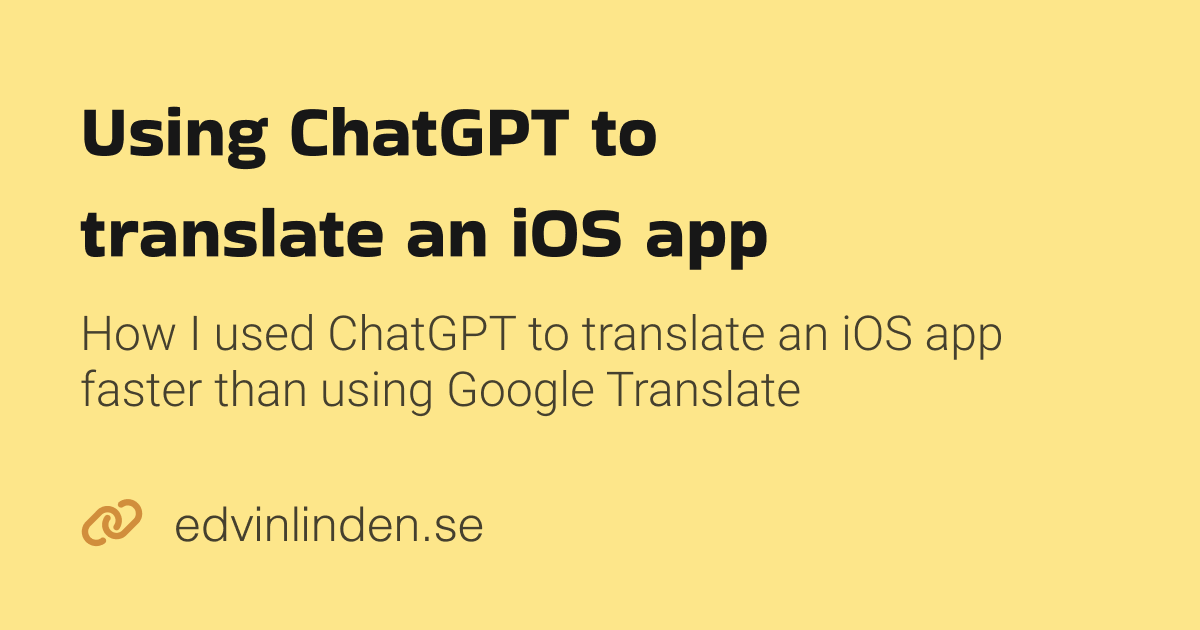 Using ChatGPT to
translate an iOS app
How I used ChatGPT to translate an iOS app
faster than using Google Translate
edvinlinden.se